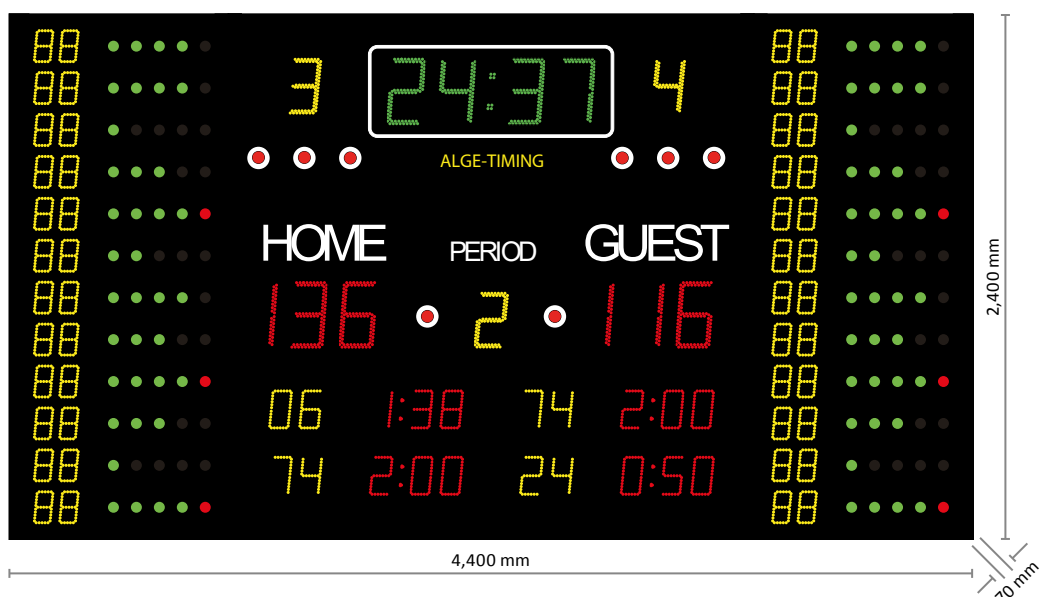 88 88
88 3 24:37 4 88
88 88
88 ALGE-TIMING 88
88 88
88 HOME PERIOD GUEST 88
88 136 2 116 88
88 88
88 06 1:38 74 2:00 88
88 88
88 74 2:00 24 0:50 88
88 88
2,400 mm
4,400 mm
70 mm